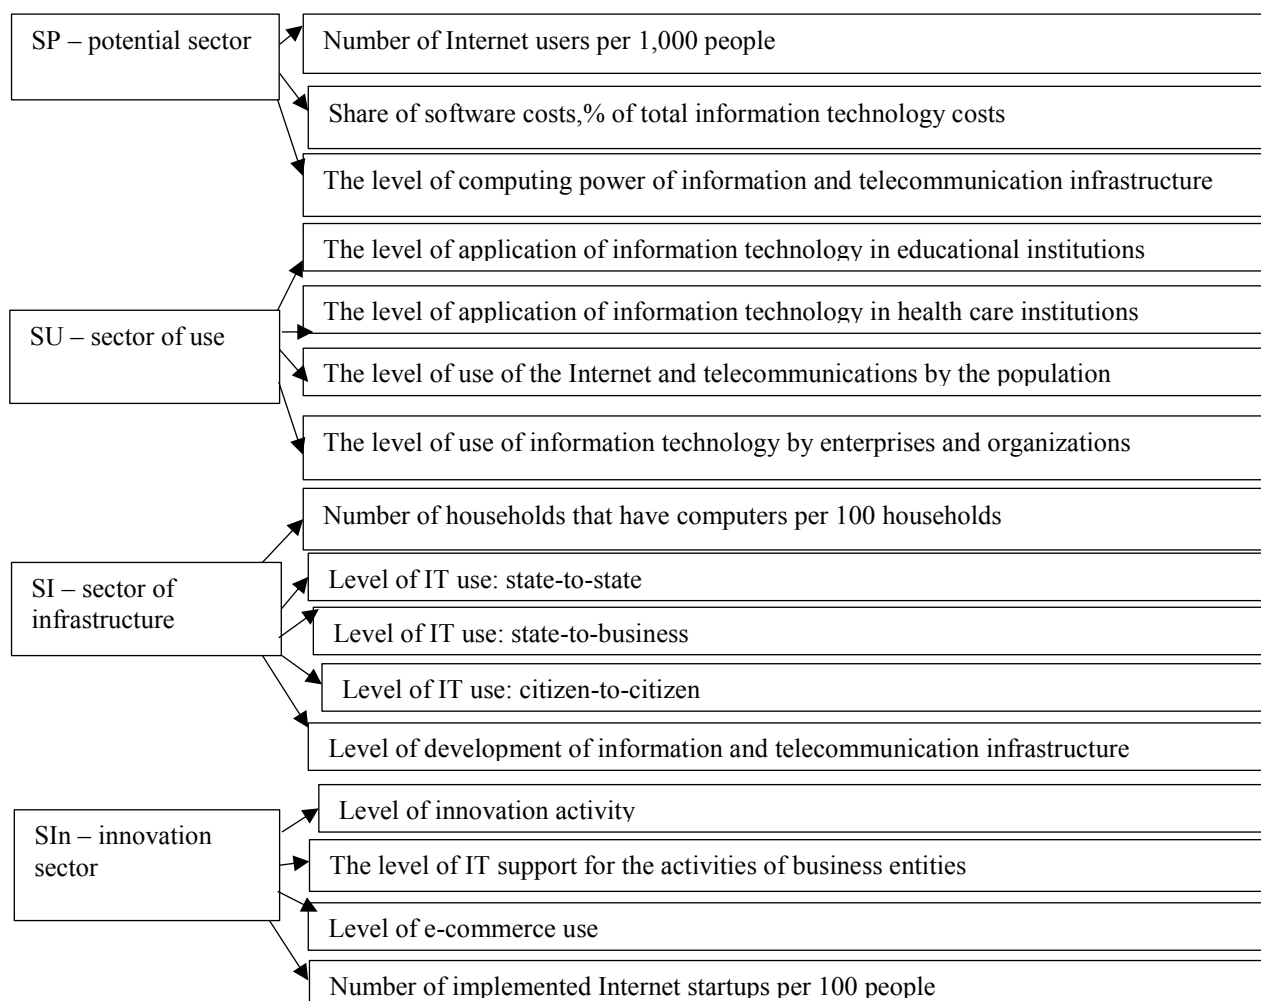 SP – potential sector
Number of Internet users per 1,000 people
Share of software costs,% of total information technology costs
The level of computing power of information and telecommunication infrastructure
SU – sector of use
The level of application of information technology in educational institutions
The level of application of information technology in health care institutions
The level of use of the Internet and telecommunications by the population
The level of use of information technology by enterprises and organizations
SI – sector of
infrastructure
Number of households that have computers per 100 households
Level of IT use: state-to-state
Level of IT use: state-to-business
Level of IT use: citizen-to-citizen
Level of development of information and telecommunication infrastructure
SIn – innovation
sector
Level of innovation activity
The level of IT support for the activities of business entities
Level of e-commerce use
Number of implemented Internet startups per 100 people